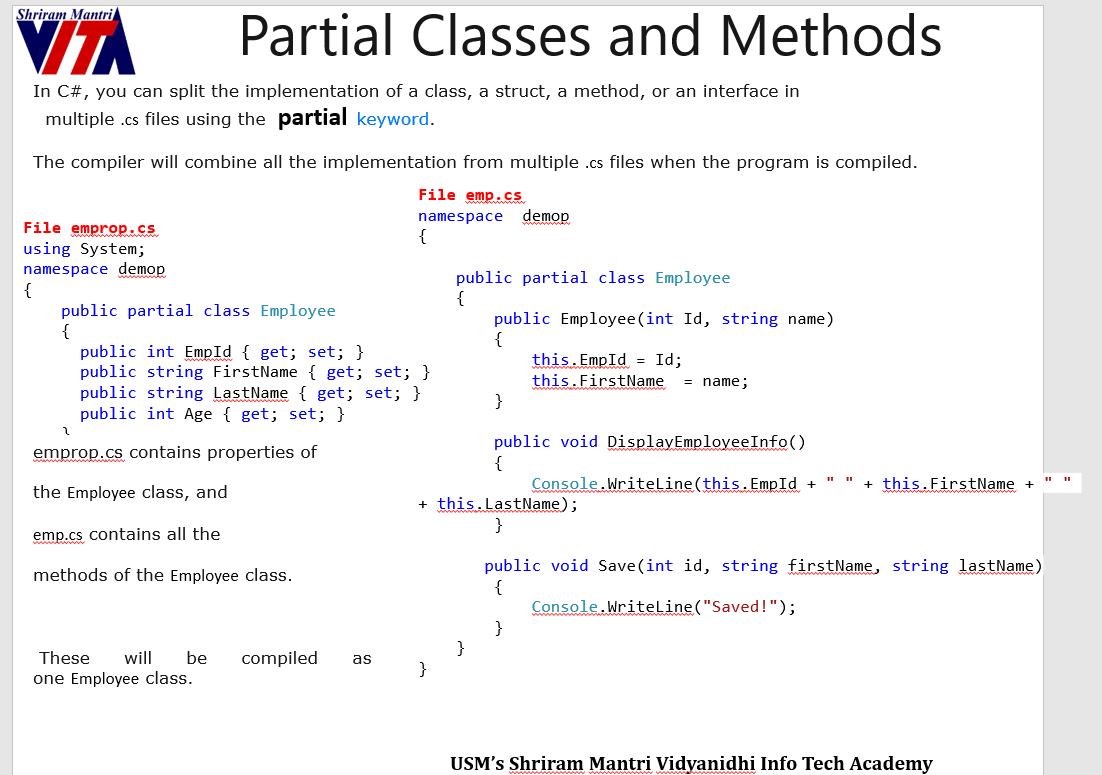 Shriram Mantri
VITA
Partial Classes and Methods
In C#, you can split the implementation of a class, a struct, a method, or an interface in
multiple .cs files using the partial keyword.
The compiler will combine all the implementation from multiple .cs files when the program is compiled.
File emprop.cs
using System;
namespace demop
{
public partial class Employee
{
public int EmpId { get; set; }
public string FirstName { get; set; }
public string LastName { get; set; }
public int Age { get; set; }
}
emprop.cs contains properties of
the Employee class, and
emp.cs contains all the
methods of the Employee class.
These will be compiled as
one Employee class.
File emp.cs
namespace demop
{
public partial class Employee
{
public Employee(int Id, string name)
{
this.EmpId = Id;
this.FirstName = name;
}
public void DisplayEmployeeInfo()
{
Console.WriteLine(this.EmpId + " " + this.FirstName + " "
+ this.LastName);
}
public void Save(int id, string firstName, string lastName)
{
Console.WriteLine("Saved!");
}
}
}
USM’s Shriram Mantri Vidyanidhi Info Tech Academy